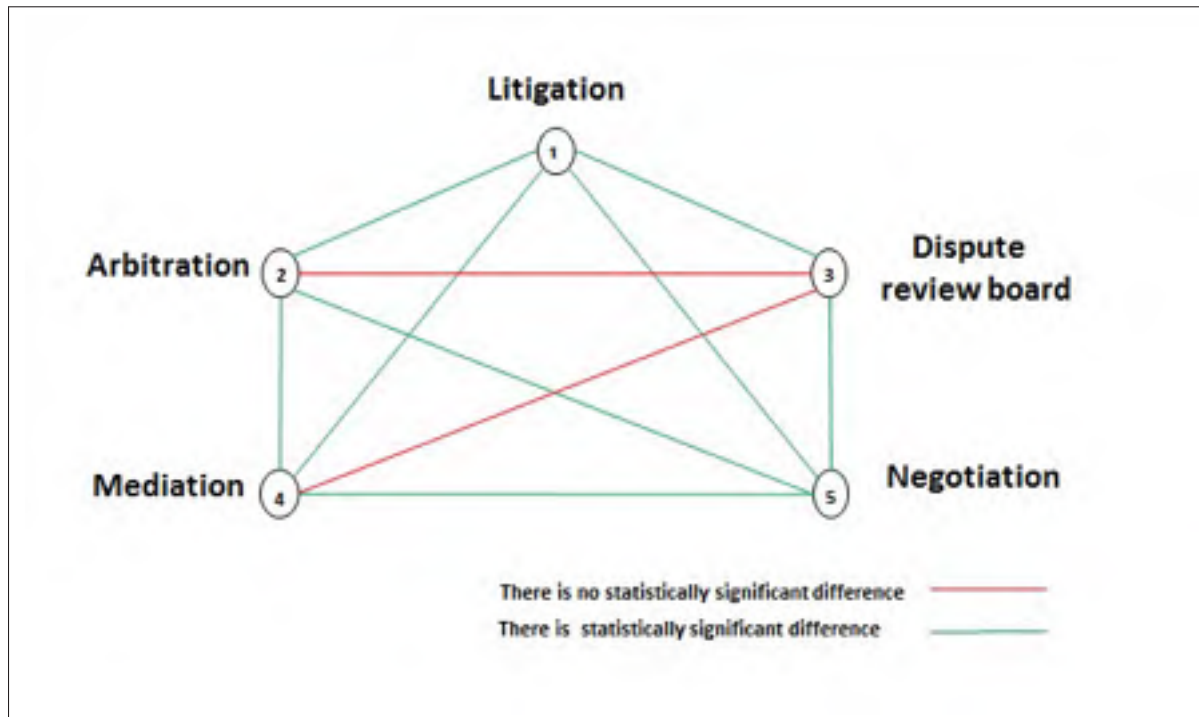 Litigation
1
Arbitration
2
3
Dispute
review board
Mediation
4
5
Negotiation
There is no statistically significant difference
There is statistically significant difference